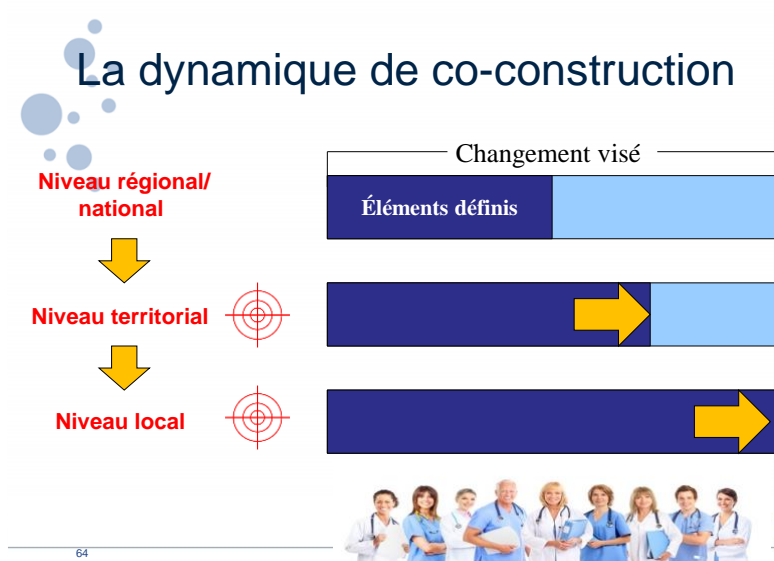 La dynamique de co-construction
Changement visé
Niveau régional/
national
Éléments définis
Niveau territorial
Niveau local
64